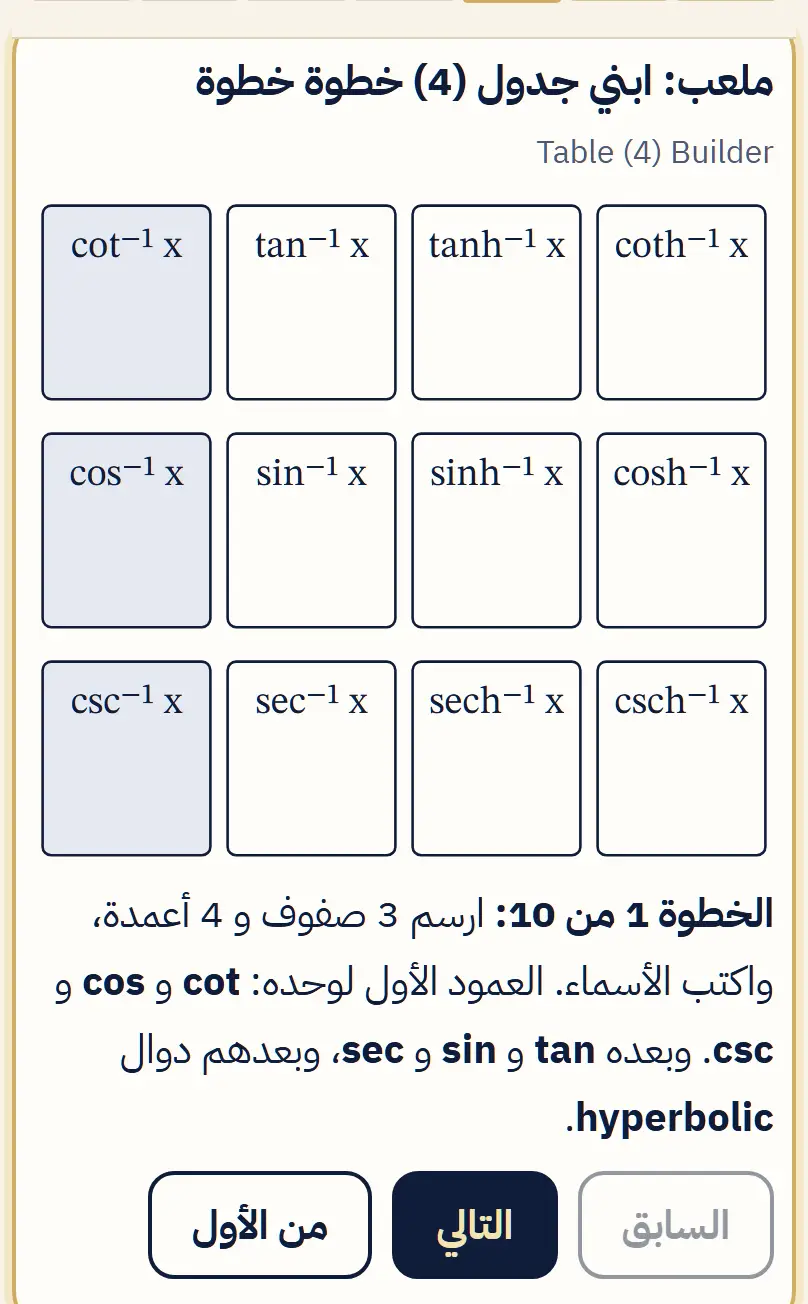 ملعب: ابني جدول (4) خطوة خطوة
Table (4) Builder
cot⁻¹ x tan⁻¹ x tanh⁻¹ x coth⁻¹ x
cos⁻¹ x sin⁻¹ x sinh⁻¹ x cosh⁻¹ x
csc⁻¹ x sec⁻¹ x sech⁻¹ x csch⁻¹ x
الخطوة 1 من 10: ارسم 3 صفوف و 4 أعمدة،
واكتب الأسماء. العمود الأول لوحده: cot و cos و
csc. وبعده tan و sin و sec، وبعدهم دوال
hyperbolic.
السابق التالي من الأول